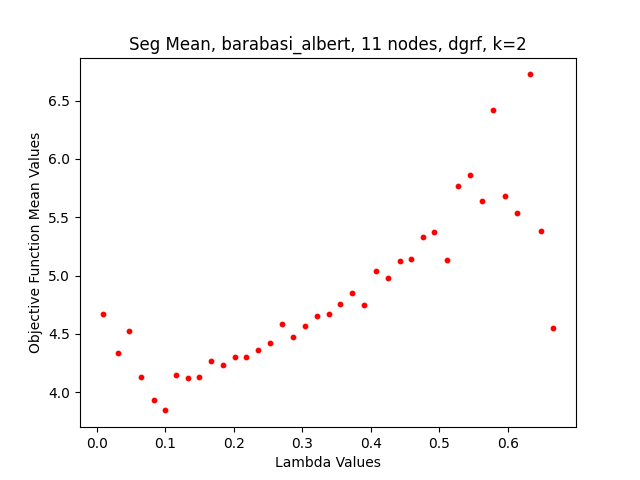 Seg Mean, barabasi_albert, 11 nodes, dgrf, k=2
Objective Function Mean Values
6.5
6.0
5.5
5.0
4.5
4.0
0.0 0.1 0.2 0.3 0.4 0.5 0.6
Lambda Values